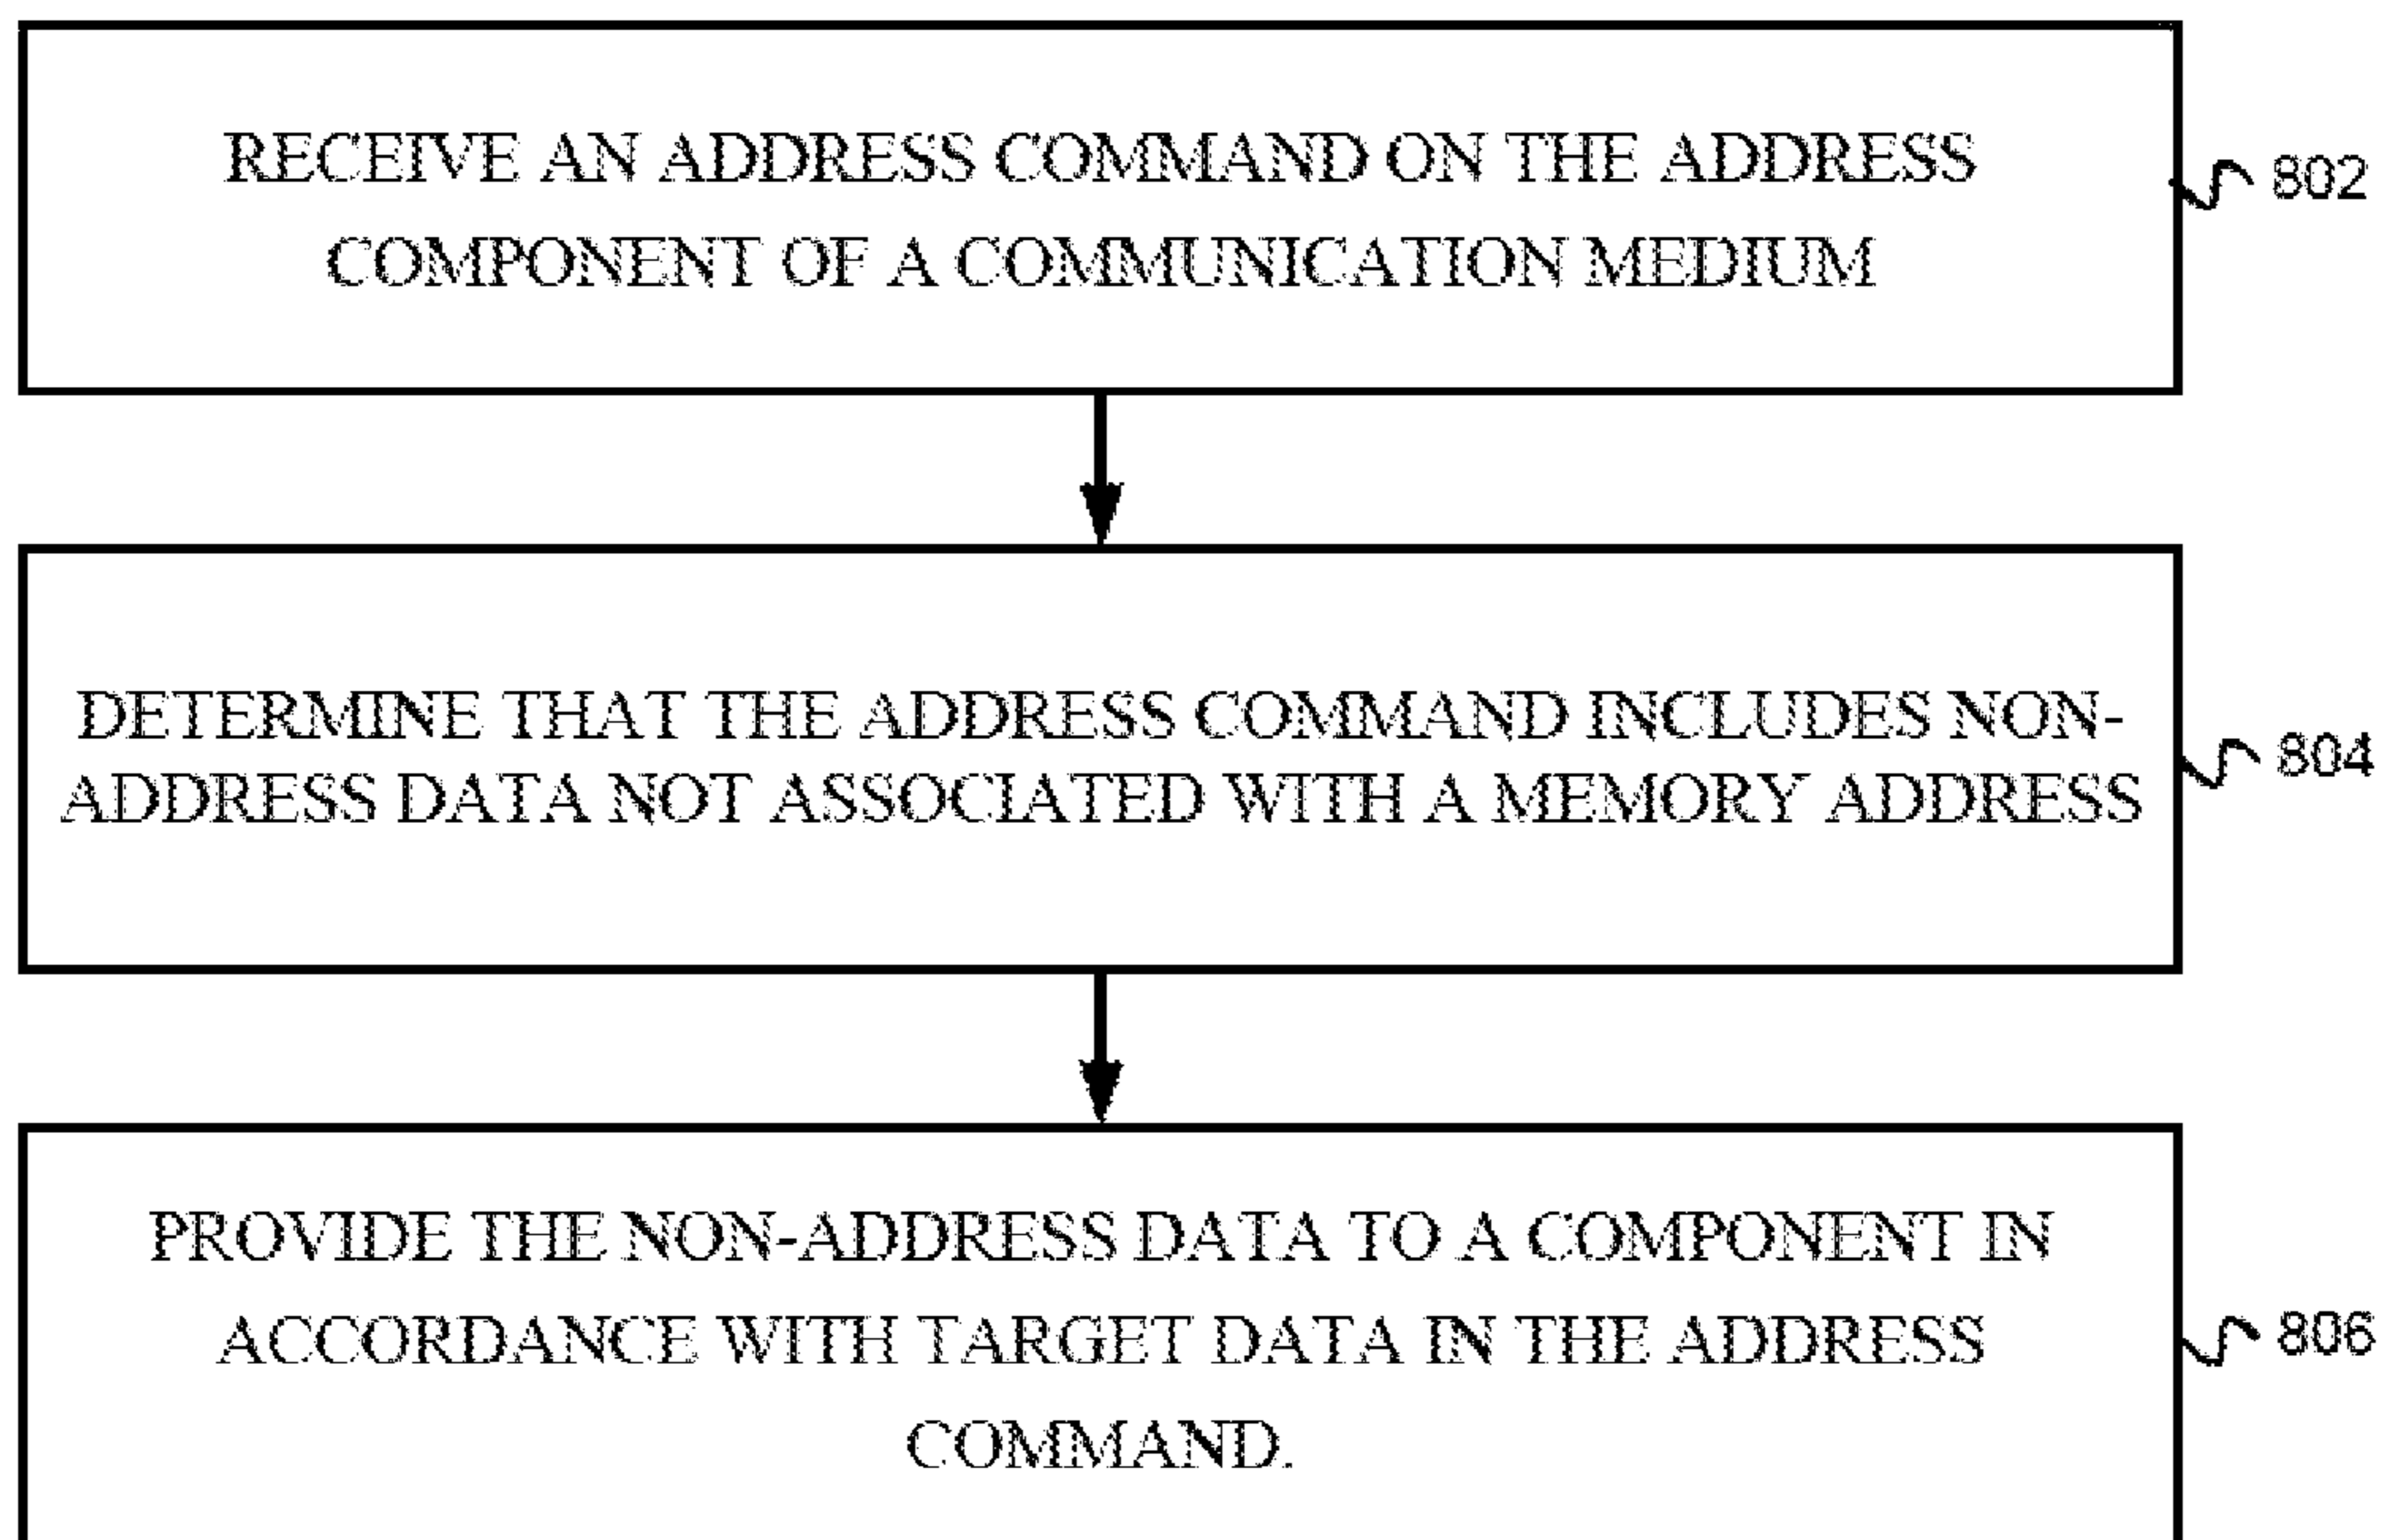 RECEIVE AN ADDRESS COMMAND ON THE ADDRESS
COMPONENT OF A COMMUNICATION MEDIUM
802
DETERMINE THAT THE ADDRESS COMMAND INCLUDES NON-
ADDRESS DATA NOT ASSOCIATED WITH A MEMORY ADDRESS
804
PROVIDE THE NON-ADDRESS DATA TO A COMPONENT IN
ACCORDANCE WITH TARGET DATA IN THE ADDRESS
COMMAND.
806